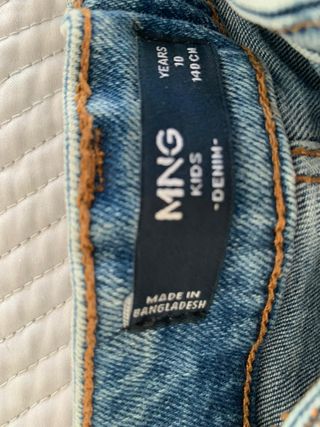 YEARS
10
140 CM
MNG
KIDS
-DENIM-
MADE IN
BANGLADESH